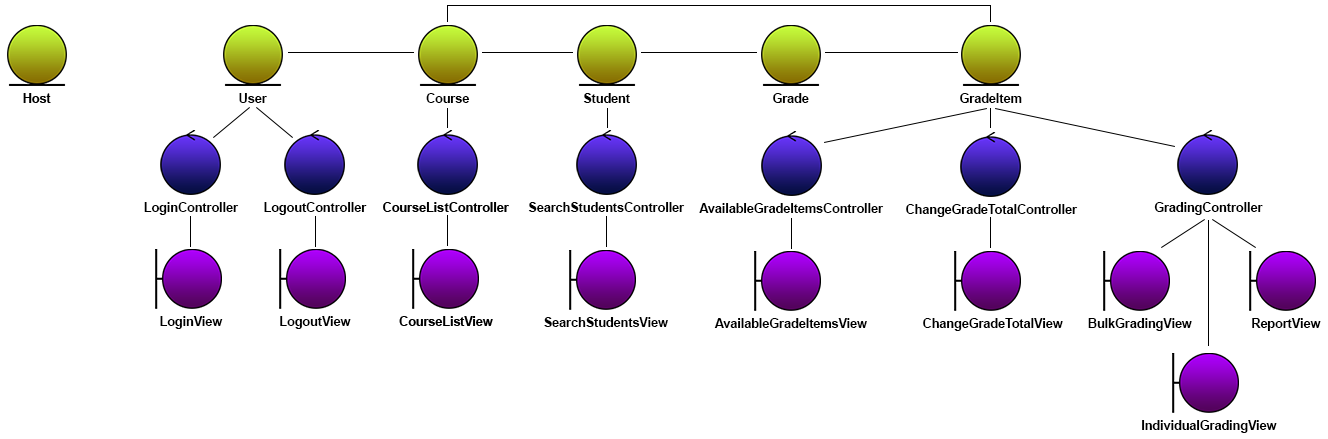 Host
User
Course
Student
Grade
GradeItem
LoginController
LogoutController
CourseListController
SearchStudentsController
AvailableGradeItemsController
ChangeGradeTotalController
GradingController
LoginView
LogoutView
CourseListView
SearchStudentsView
AvailableGradeItemsView
ChangeGradeTotalView
BulkGradingView
ReportView
IndividualGradingView